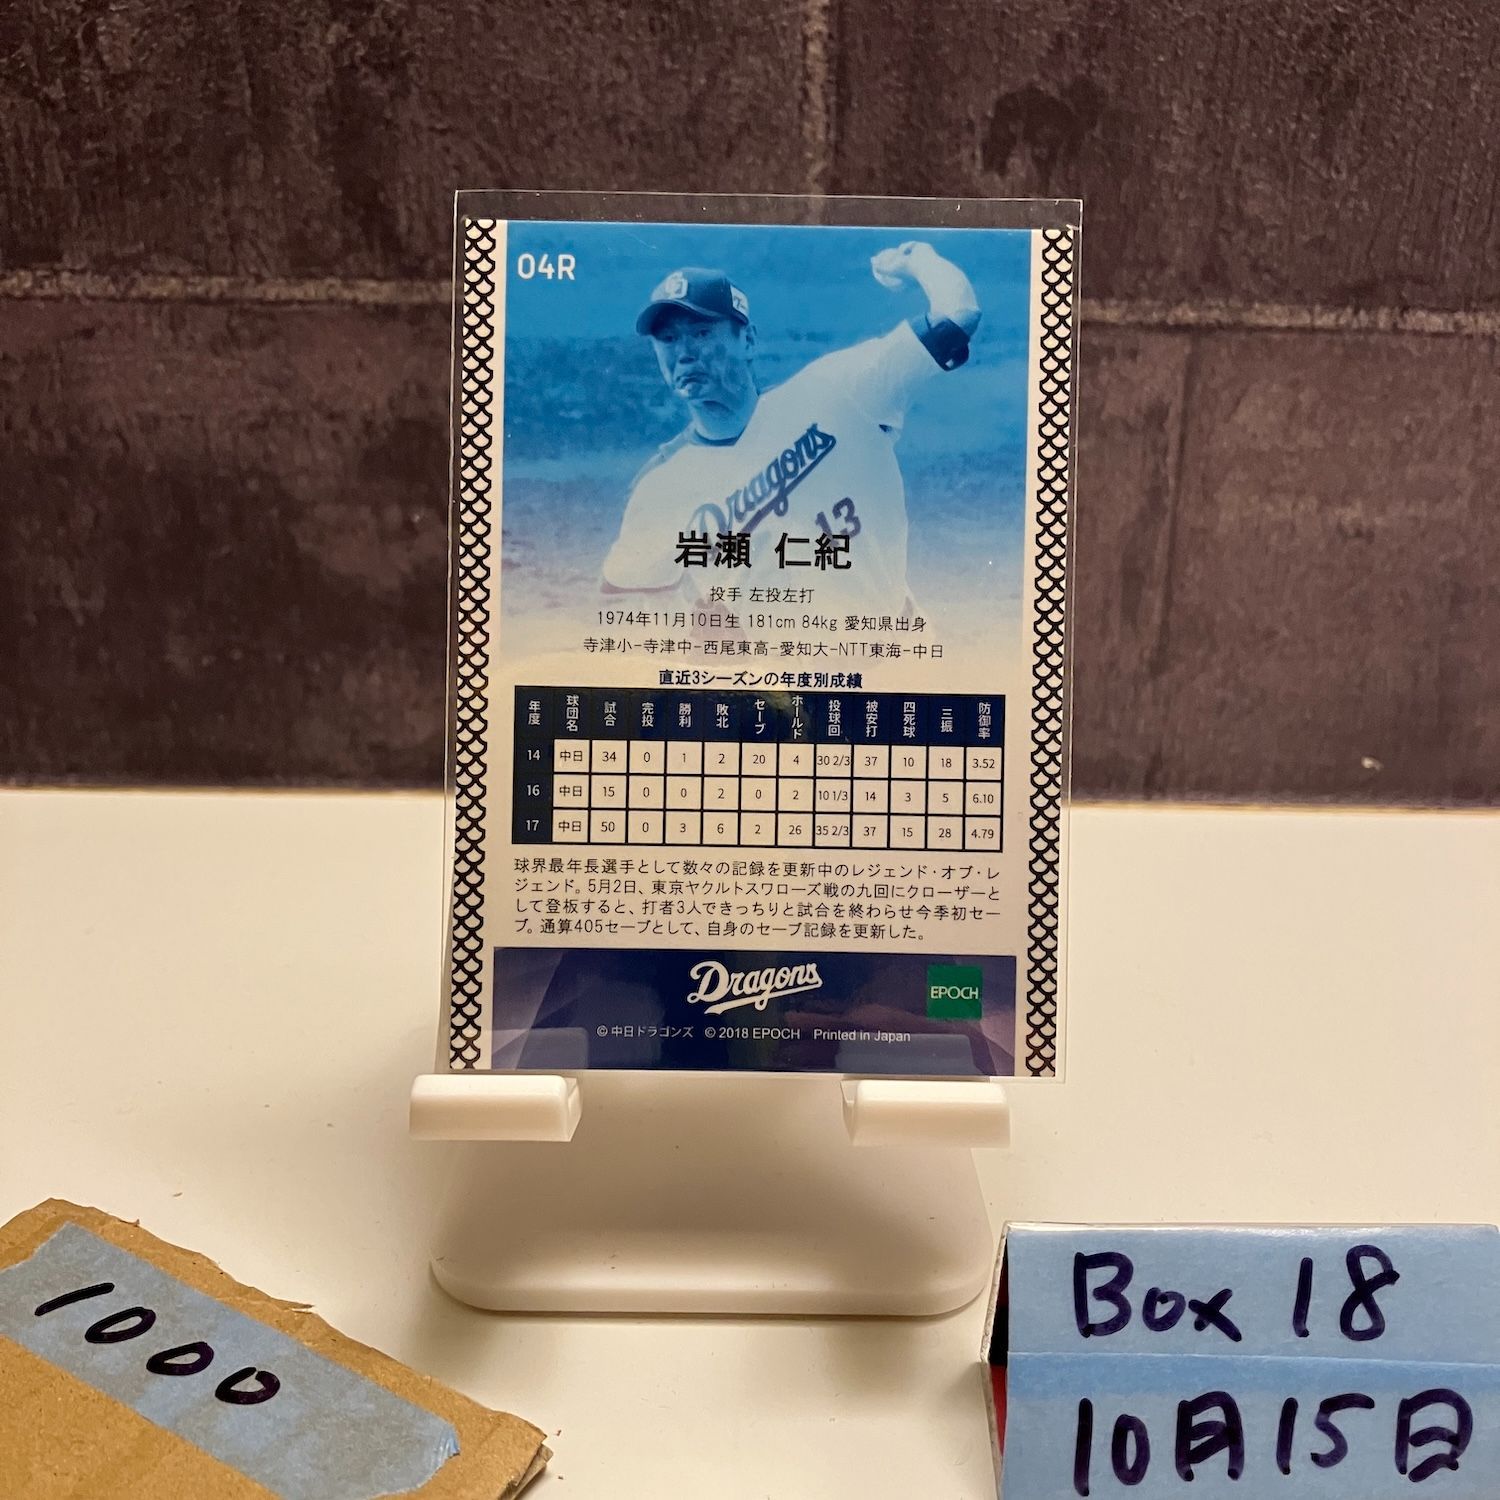 04R
Dragons
13
岩瀬 仁紀
投手 左投左打
1974年11月10日生 181cm 84kg 愛知県出身
寺津小-寺津中-西尾東高-愛知大-NTT東海-中日
直近3シーズンの年度別成績
年度 球団名 試合 完投 勝利 敗北 セーブ ホールド 投球回 被安打 四死球 三振 防御率
14 中日 34 0 1 2 20 4 30 2/3 37 10 18 3.52
16 中日 15 0 0 2 0 2 10 1/3 14 3 5 6.10
17 中日 50 0 3 6 2 26 35 2/3 37 15 28 4.79
球界最年長選手として数々の記録を更新中のレジェンド・オブ・レ
ジェンド。5月2日、東京ヤクルトスワローズ戦の九回にクローザーと
して登板すると、打者3人できっちりと試合を終わらせ今季初セー
ブ。通算405セーブとして、自身のセーブ記録を更新した。
Dragons
EPOCH
© 中日ドラゴンズ © 2018 EPOCH Printed in Japan
1000
Box 18
10月15日